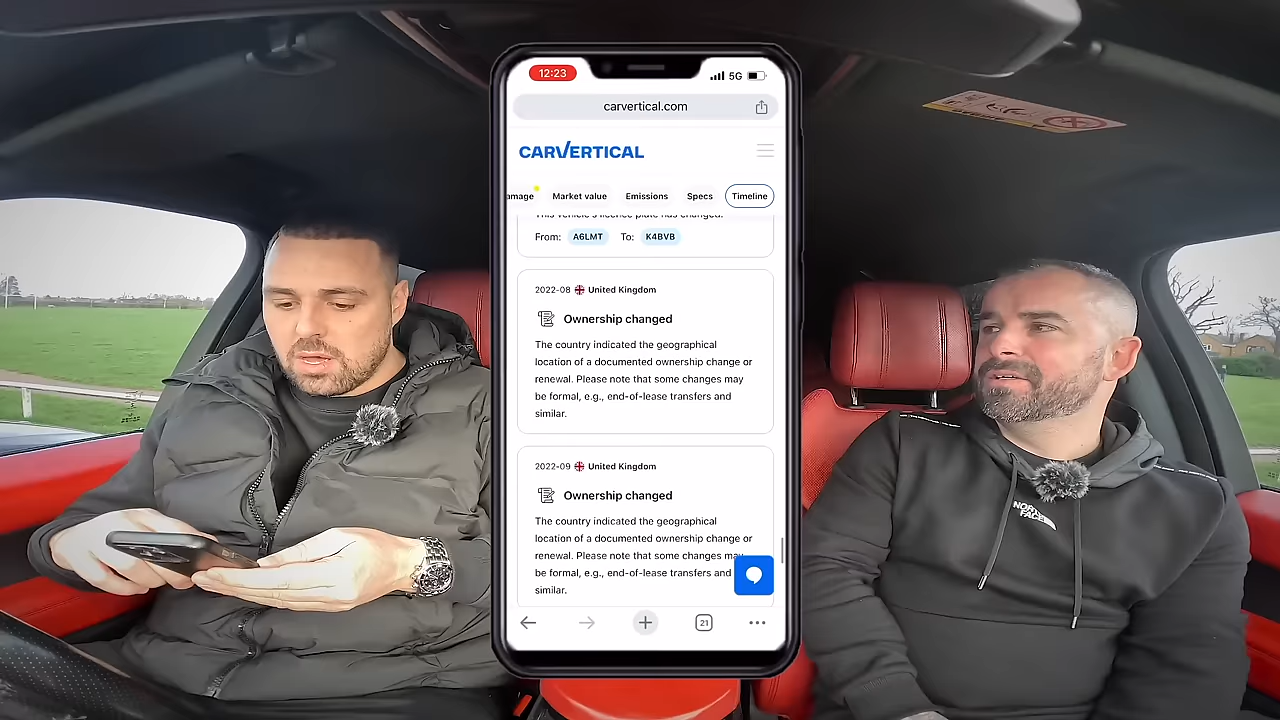 12:23
5G
carvertical.com
CARVERTICAL
amage
Market value
Emissions
Specs
Timeline
This vehicle's licence plate has changed.
From: A6LMT To: K4BVB
2022-08 United Kingdom
Ownership changed
The country indicated the geographical
location of a documented ownership change or
renewal. Please note that some changes may
be formal, e.g., end-of-lease transfers and
similar.
2022-09 United Kingdom
Ownership changed
The country indicated the geographical
location of a documented ownership change or
renewal. Please note that some changes may
be formal, e.g., end-of-lease transfers and
similar.
21
NORTH
FACE